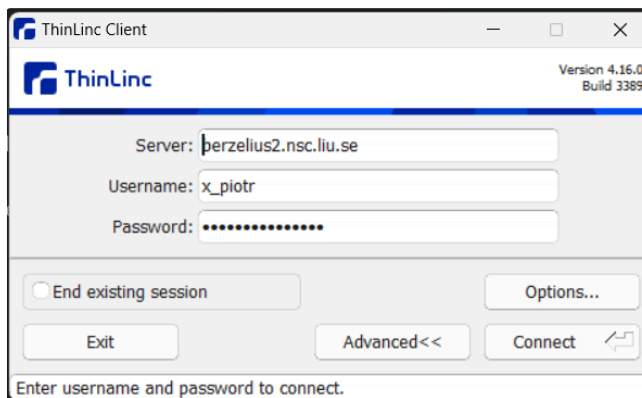 ThinLinc Client
ThinLinc
Version 4.16.0
Build 3389
Server: berzelius2.nsc.liu.se
Username: x_piotr
Password: •••••••••••••••
End existing session
Options...
Exit
Advanced<<
Connect
Enter username and password to connect.